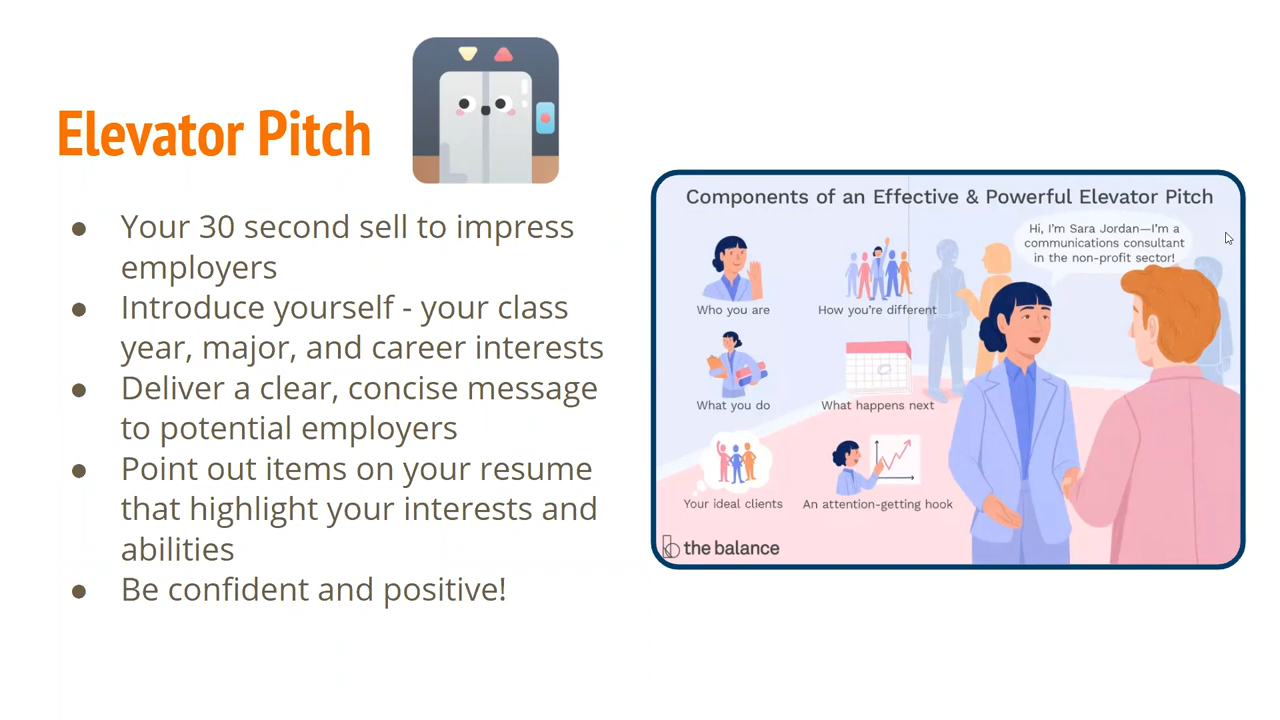 Elevator Pitch
● Your 30 second sell to impress
employers
● Introduce yourself - your class
year, major, and career interests
● Deliver a clear, concise message
to potential employers
● Point out items on your resume
that highlight your interests and
abilities
● Be confident and positive!
Components of an Effective & Powerful Elevator Pitch
Hi, I'm Sara Jordan—I'm a
communications consultant
in the non-profit sector!
Who you are
How you're different
What you do
What happens next
Your ideal clients
An attention-getting hook
the balance